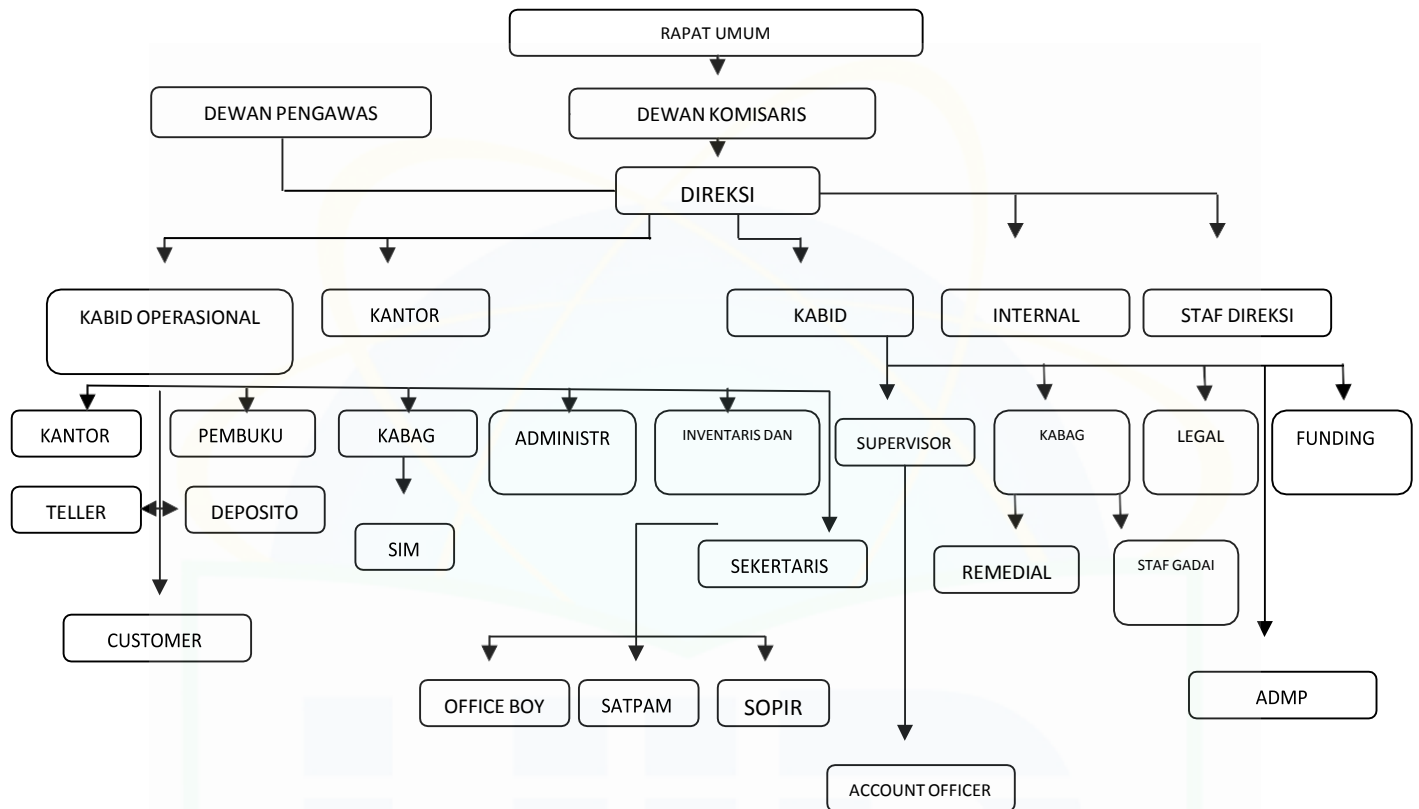 RAPAT UMUM
DEWAN PENGAWAS
DEWAN KOMISARIS
DIREKSI
KABID OPERASIONAL
KANTOR
KABID
INTERNAL
STAF DIREKSI
KANTOR
PEMBUKU
KABAG
ADMINISTR
INVENTARIS DAN
SUPERVISOR
KABAG
LEGAL
FUNDING
TELLER
DEPOSITO
SIM
SEKERTARIS
REMEDIAL
STAF GADAI
CUSTOMER
OFFICE BOY
SATPAM
SOPIR
ADMP
ACCOUNT OFFICER